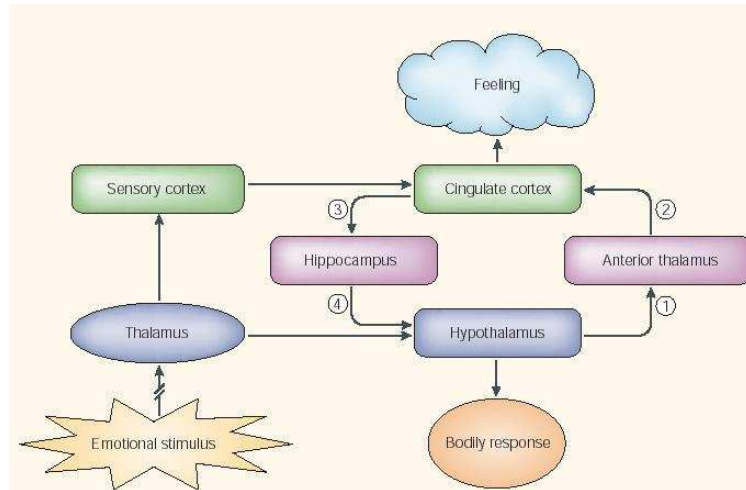 Feeling
Sensory cortex
Cingulate cortex
3
2
Hippocampus
Anterior thalamus
4
1
Thalamus
Hypothalamus
Emotional stimulus
Bodily response